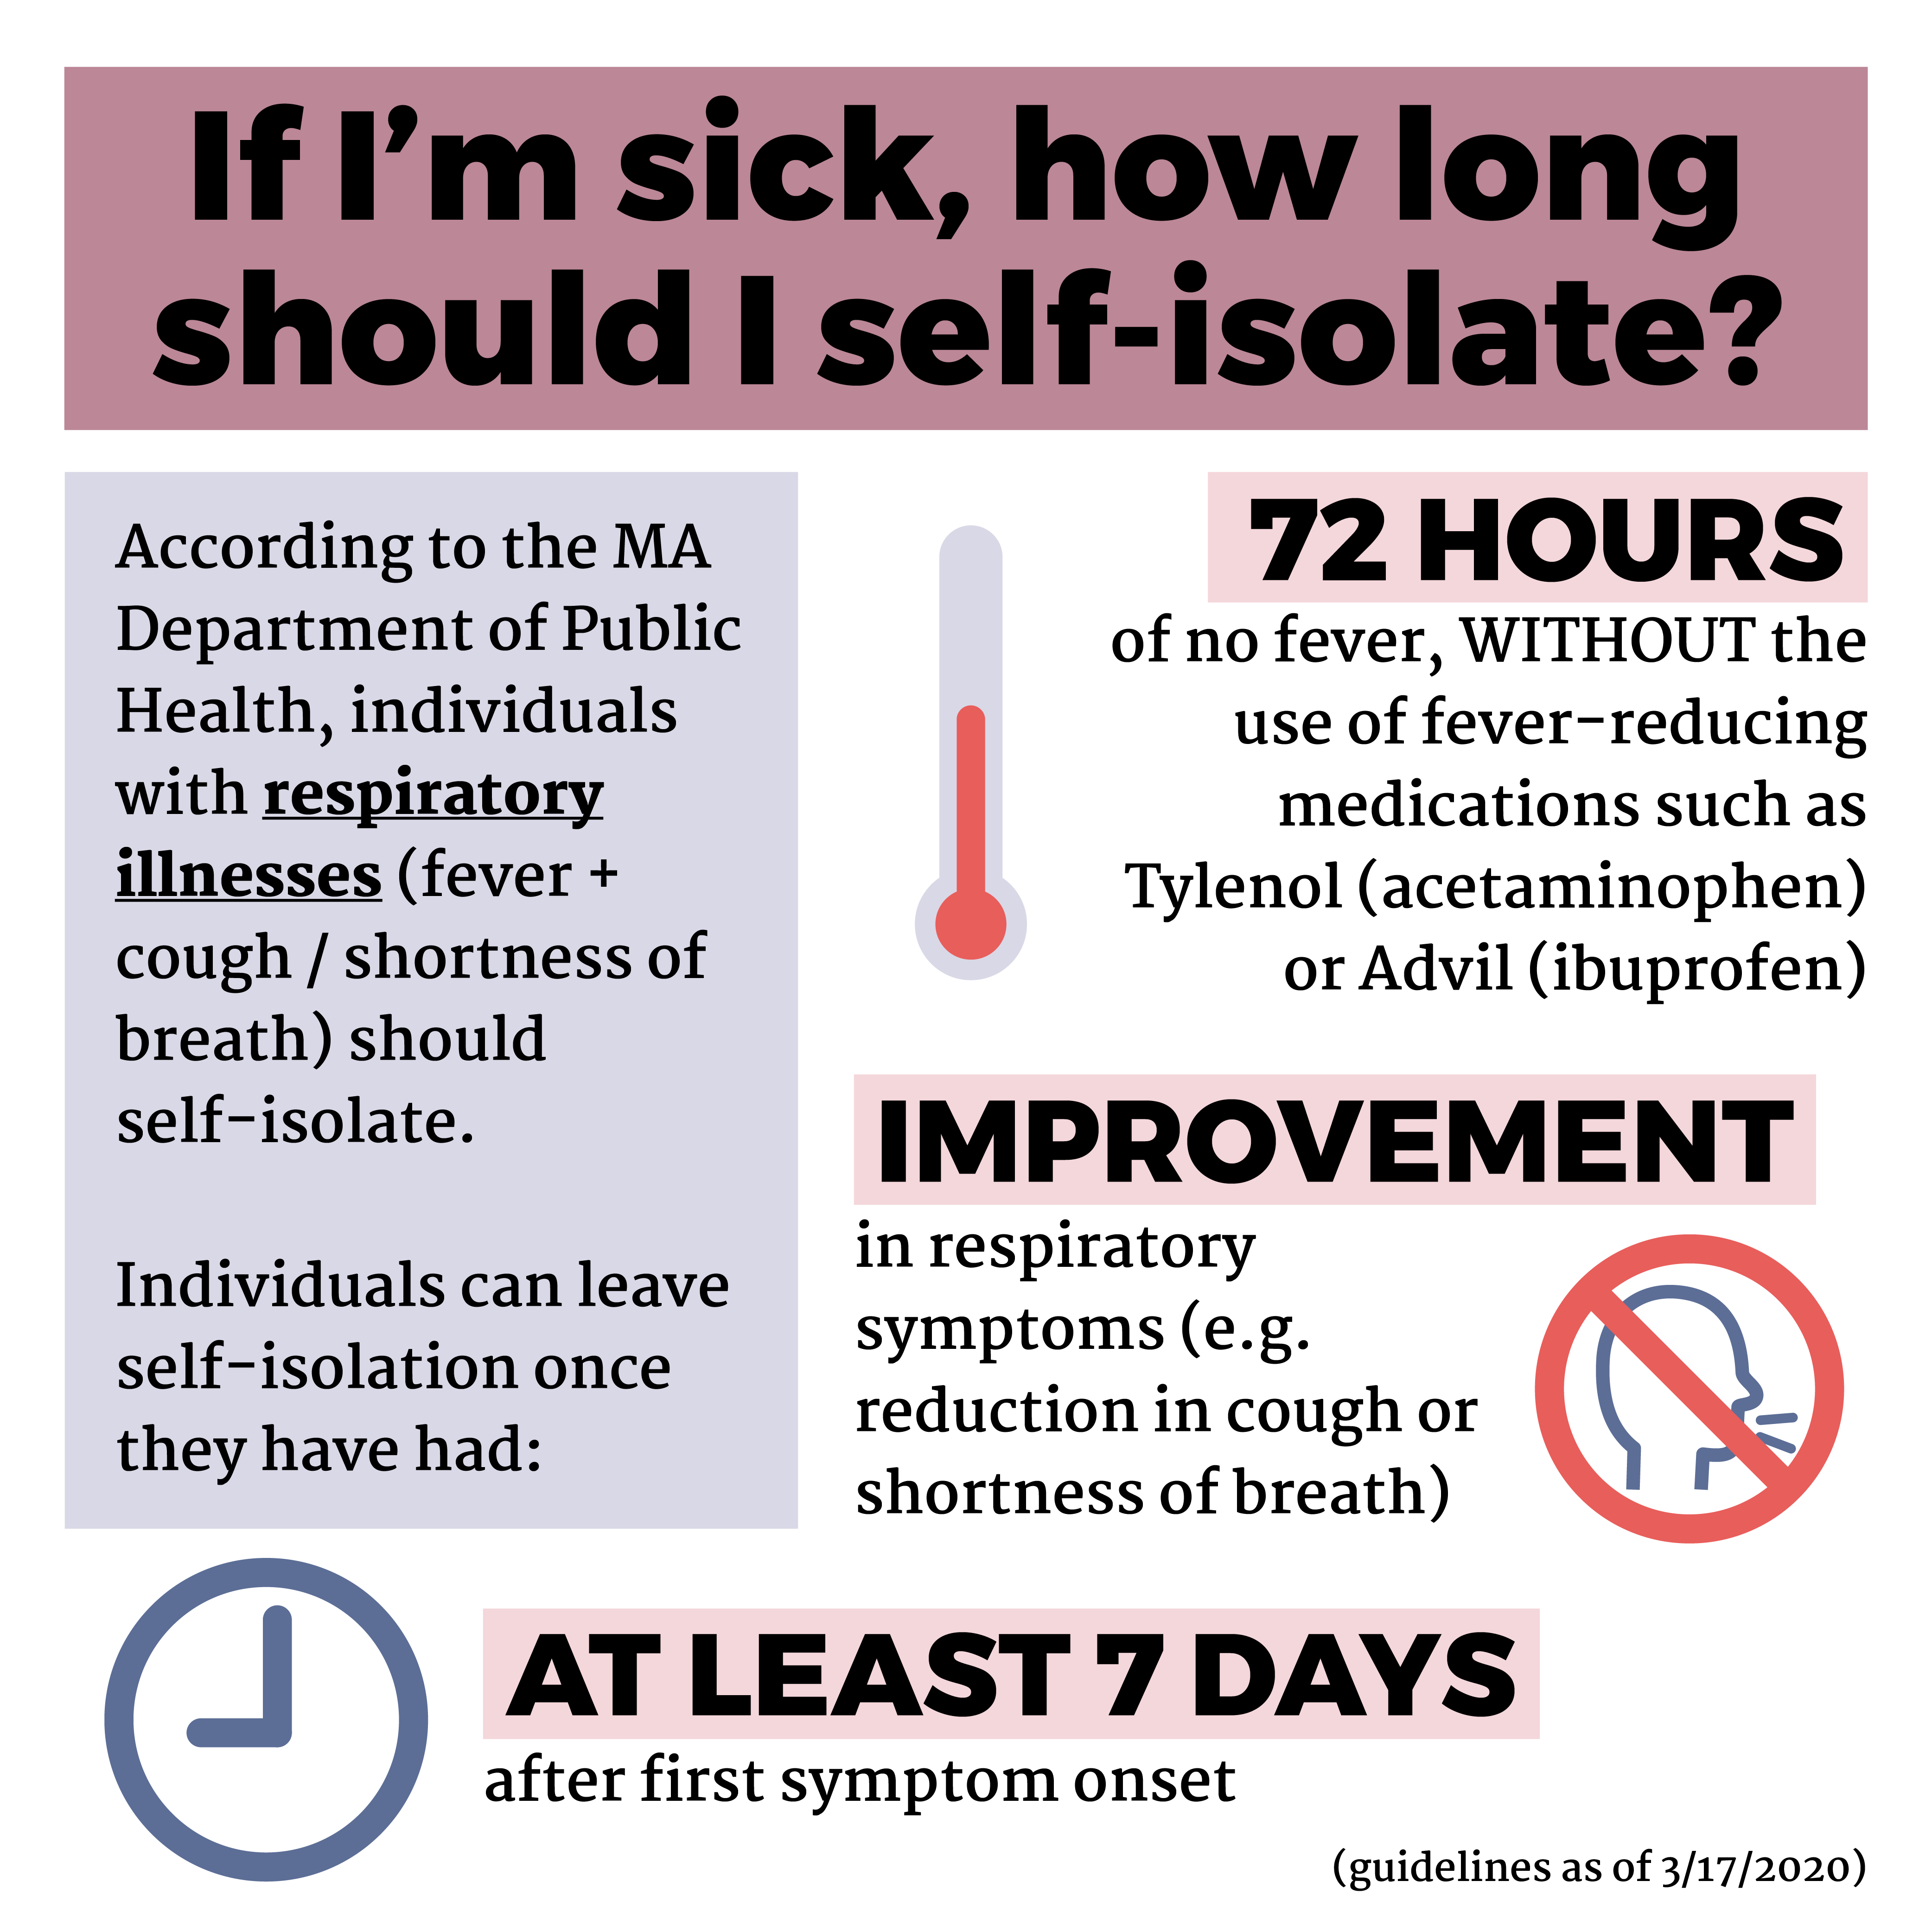 If I’m sick, how long
should I self-isolate?
According to the MA
Department of Public
Health, individuals
with respiratory
illnesses (fever +
cough / shortness of
breath) should
self-isolate.
Individuals can leave
self-isolation once
they have had:
72 HOURS
of no fever, WITHOUT the
use of fever-reducing
medications such as
Tylenol (acetaminophen)
or Advil (ibuprofen)
IMPROVEMENT
in respiratory
symptoms (e.g.
reduction in cough or
shortness of breath)
AT LEAST 7 DAYS
after first symptom onset
(guidelines as of 3/17/2020)